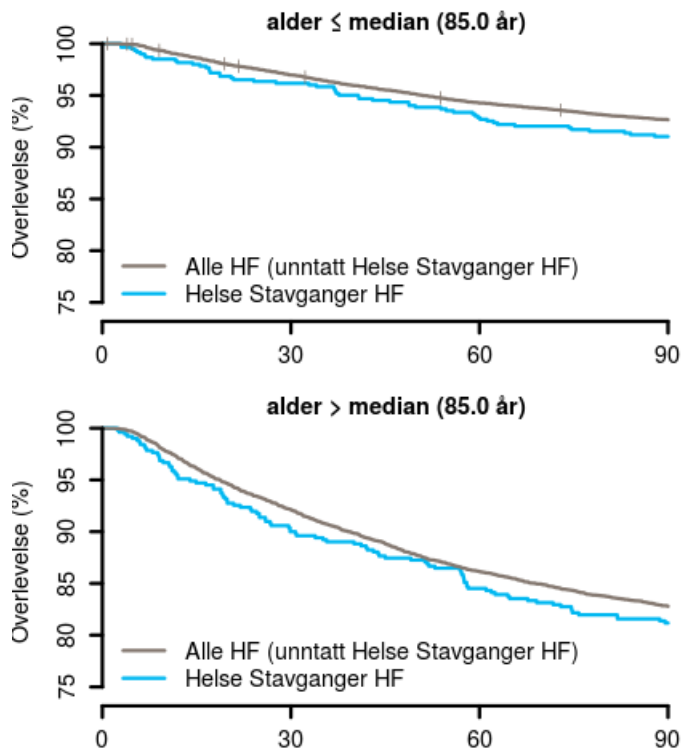 alder ≤ median (85.0 år)
Overlevelse (%)
100
95
90
85
80
75
Alle HF (unntatt Helse Stavganger HF)
Helse Stavganger HF
0 30 60 90
alder > median (85.0 år)
Overlevelse (%)
100
95
90
85
80
75
Alle HF (unntatt Helse Stavganger HF)
Helse Stavganger HF
0 30 60 90